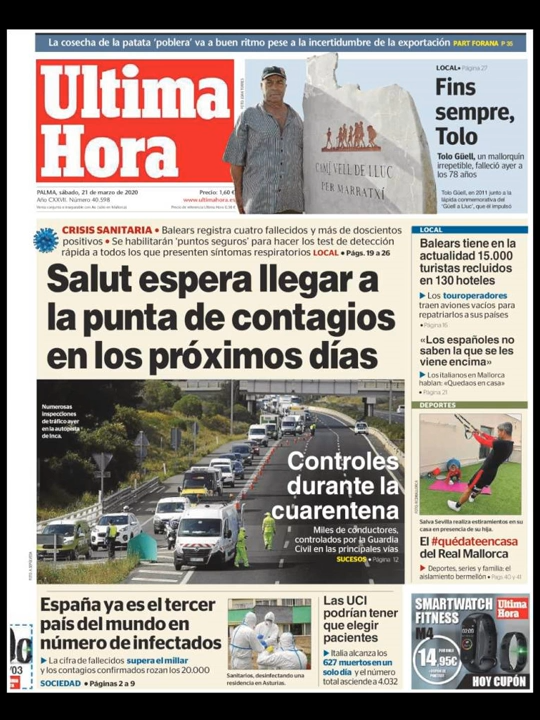 La cosecha de la patata ‘poblera’ va a buen ritmo pese a la incertidumbre de la exportación PART FORANA P 35
Ultima
Hora
PALMA, sábado, 21 de marzo de 2020
Año CXXVII. Número 40.598
Precio: 1,60 €
www.ultimahora.es
CAMÍ VELL DE LLUC
PER MARRATXÍ
LOCAL • Página 27
Fins
sempre,
Tolo
Tolo Güell, un mallorquín
irrepetible, falleció ayer a
los 78 años
Tolo Güell, en 2011 junto a la
lápida conmemorativa del
‘Güell a Lluc’, que él impulsó
CRISIS SANITARIA • Balears registra cuatro fallecidos y más de doscientos
positivos • Se habilitarán ‘puntos seguros’ para hacer los test de detección
rápida a todos los que presenten síntomas respiratorios LOCAL • Págs. 19 a 26
Salut espera llegar a
la punta de contagios
en los próximos días
Numerosas
inspecciones
de tráfico ayer
en la autopista
de Inca.
Controles
durante la
cuarentena
Miles de conductores,
controlados por la Guardia
Civil en las principales vías
SUCESOS • Página 12
LOCAL
Balears tiene en la
actualidad 15.000
turistas recluidos
en 130 hoteles
▶ Los touroperadores
traen aviones vacíos para
repatriarlos a sus países
• Página 16
«Los españoles no
saben la que se les
viene encima»
▶ Los italianos en Mallorca
hablan: «Quedaos en casa»
• Página 21
DEPORTES
Salva Sevilla realiza estiramientos en su
casa en presencia de su hija.
El #quédateencasa
del Real Mallorca
▶ Deportes, series y familia: el
aislamiento bermellón • Págs 40 y 41
España ya es el tercer
país del mundo en
número de infectados
▶ La cifra de fallecidos supera el millar
y los contagios confirmados rozan los 20.000
SOCIEDAD • Páginas 2 a 9
Sanitarios, desinfectando una
residencia en Asturias.
Las UCI
podrían tener
que elegir
pacientes
▶ Italia alcanza los
627 muertos en un
solo día y el número
total asciende a 4.032
SMARTWATCH
FITNESS
M4
Ultima
Hora
14,95€
HOY CUPÓN